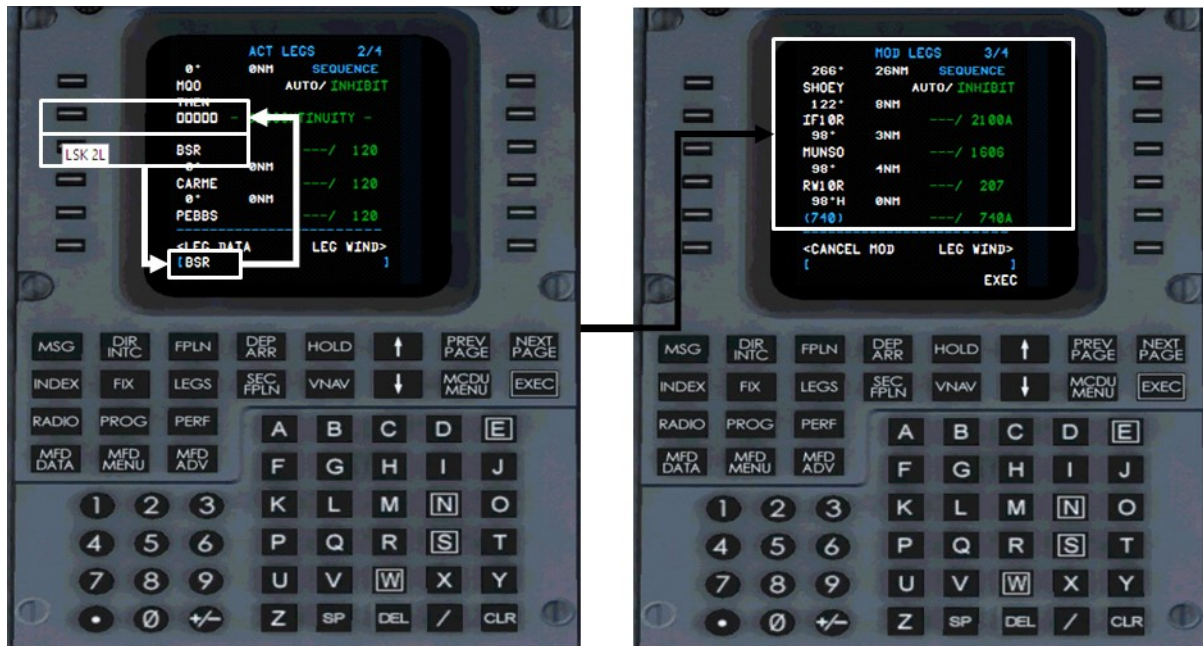 ACT LEGS 2/4
0° 0NM SEQUENCE
MQO AUTO/ INHIBIT
THEN
□□□□□ - TINUITY -
LSK 2L
BSR ---/ 120
0° 0NM
CARME ---/ 120
0° 0NM
PEBBS ---/ 120
<LEG DATA LEG WIND>
[BSR ]
MSG DIR INTC FPLN DEP ARR HOLD ↑ PREV PAGE NEXT PAGE
INDEX FIX LEGS SEC FPLN VNAV ↓ MCDU MENU EXEC
RADIO PROG PERF
MFD DATA MFD MENU MFD ADV
A B C D E
F G H I J
1 2 3 K L M N O
4 5 6 P Q R S T
7 8 9 U V W X Y
• 0 +/- Z SP DEL / CLR
MOD LEGS 3/4
266° 26NM SEQUENCE
SHOEY AUTO/ INHIBIT
122° 8NM
IF10R ---/ 2100A
98° 3NM
MUNSO ---/ 1606
98° 4NM
RW10R ---/ 207
98°H 0NM
(740) ---/ 740A
<CANCEL MOD LEG WIND>
[ ]
EXEC
MSG DIR INTC FPLN DEP ARR HOLD ↑ PREV PAGE NEXT PAGE
INDEX FIX LEGS SEC FPLN VNAV ↓ MCDU MENU EXEC
RADIO PROG PERF
MFD DATA MFD MENU MFD ADV
A B C D E
F G H I J
1 2 3 K L M N O
4 5 6 P Q R S T
7 8 9 U V W X Y
• 0 +/- Z SP DEL / CLR